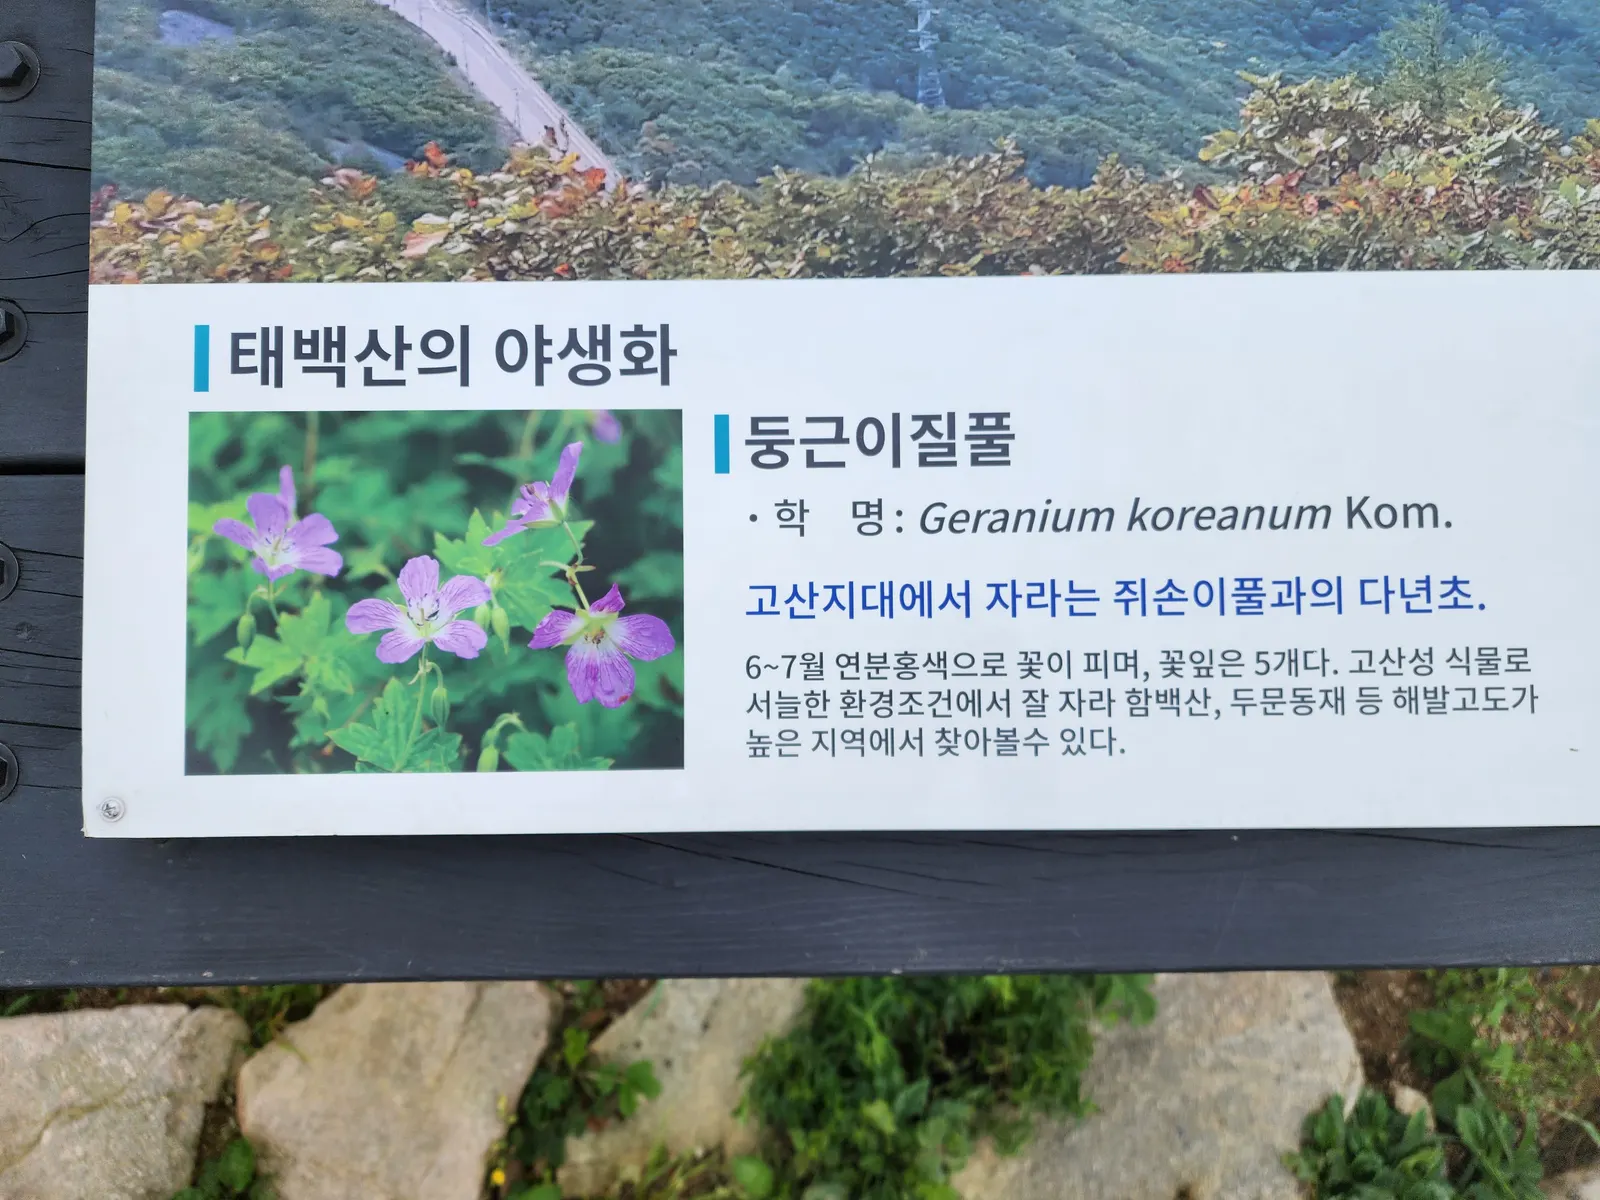 태백산의 야생화
둥근이질풀
· 학 명 : Geranium koreanum Kom.
고산지대에서 자라는 쥐손이풀과의 다년초.
6~7월 연분홍색으로 꽃이 피며, 꽃잎은 5개다. 고산성 식물로
서늘한 환경조건에서 잘 자라 함백산, 두문동재 등 해발고도가
높은 지역에서 찾아볼수 있다.